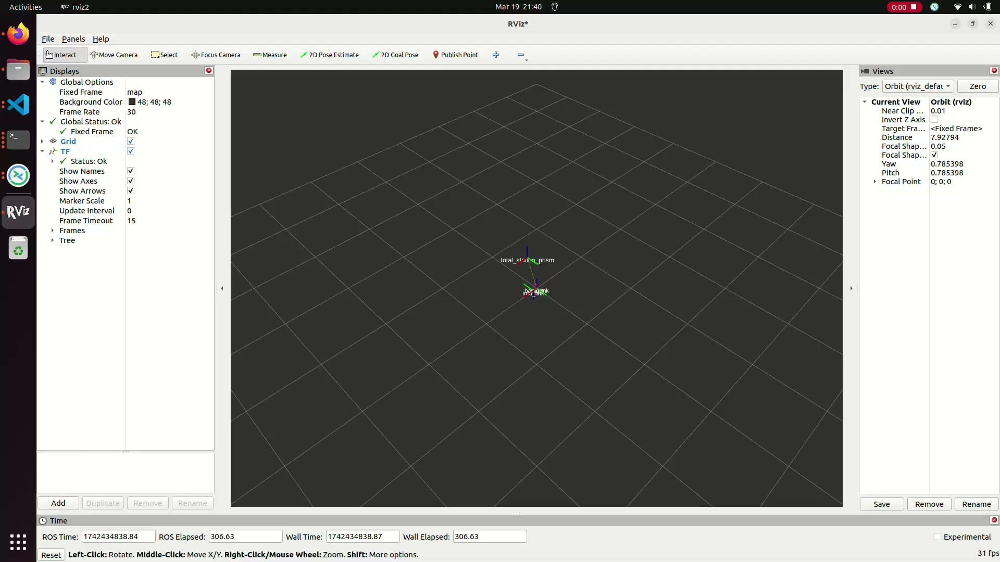 Activities
RViz
rviz2
Mar 19 21:40
0:00
RViz*
File
Panels
Help
Interact
Move Camera
Select
Focus Camera
Measure
2D Pose Estimate
2D Goal Pose
Publish Point
Displays
Global Options
Fixed Frame map
Background Color 48; 48; 48
Frame Rate 30
Global Status: Ok
Fixed Frame OK
Grid
TF
Status: Ok
Show Names
Show Axes
Show Arrows
Marker Scale 1
Update Interval 0
Frame Timeout 15
Frames
Tree
Add
Duplicate
Remove
Rename
total_station_prism
Views
Type: Orbit (rviz_defau
Zero
Current View Orbit (rviz)
Near Clip ... 0.01
Invert Z Axis
Target Fra... <Fixed Frame>
Distance 7.92794
Focal Shap... 0.05
Focal Shap...
Yaw 0.785398
Pitch 0.785398
Focal Point 0; 0; 0
Save
Remove
Rename
RViz
Time
ROS Time: 1742434838.84 ROS Elapsed: 306.63 Wall Time: 1742434838.87 Wall Elapsed: 306.63
Experimental
Reset
Left-Click: Rotate. Middle-Click: Move X/Y. Right-Click/Mouse Wheel: Zoom. Shift: More options.
31 fps